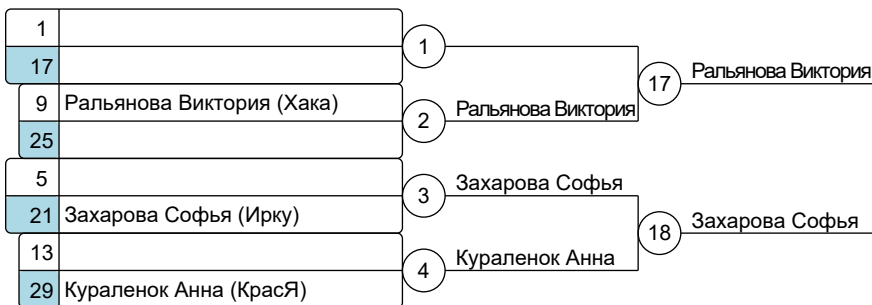 1
17
1
Ральянова Виктория
17
9 Ральянова Виктория (Хака)
Ральянова Виктория
2
25
5
Захарова Софья
3
21 Захарова Софья (Ирку)
Захарова Софья
18
13
Кураленок Анна
4
29 Кураленок Анна (КрасЯ)